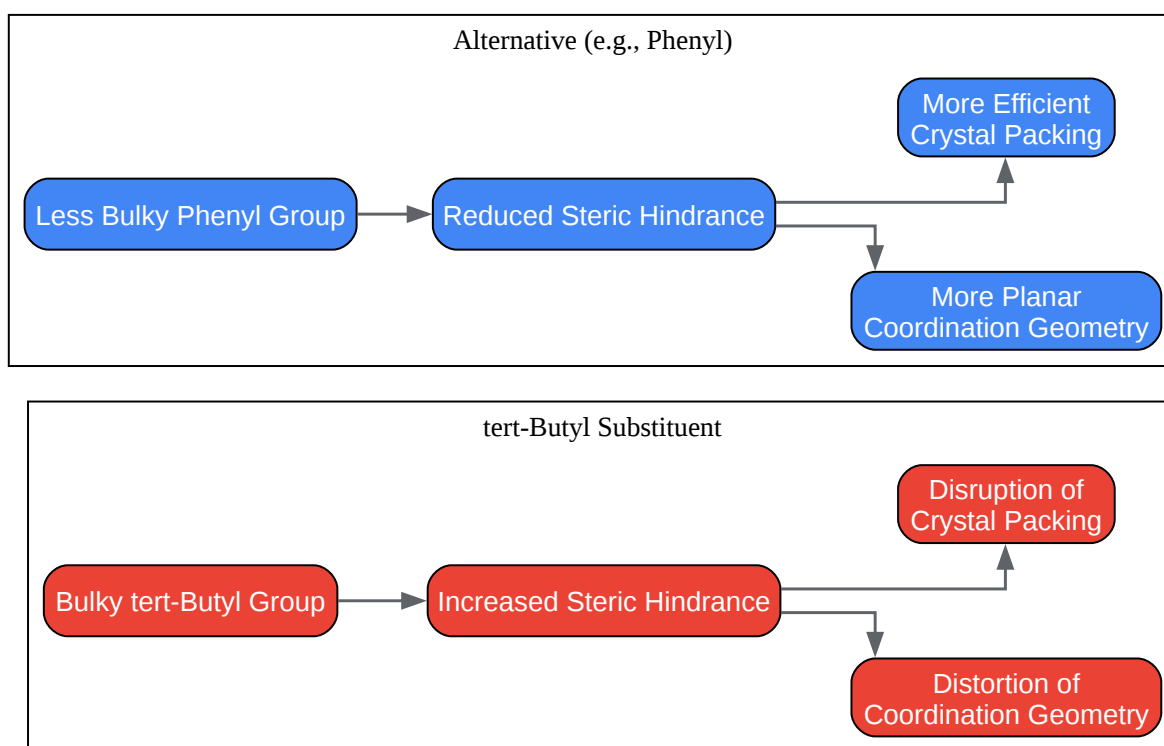 Alternative (e.g., Phenyl)
More Efficient
Crystal Packing
Less Bulky Phenyl Group
Reduced Steric Hindrance
More Planar
Coordination Geometry
tert-Butyl Substituent
Disruption of
Crystal Packing
Bulky tert-Butyl Group
Increased Steric Hindrance
Distortion of
Coordination Geometry